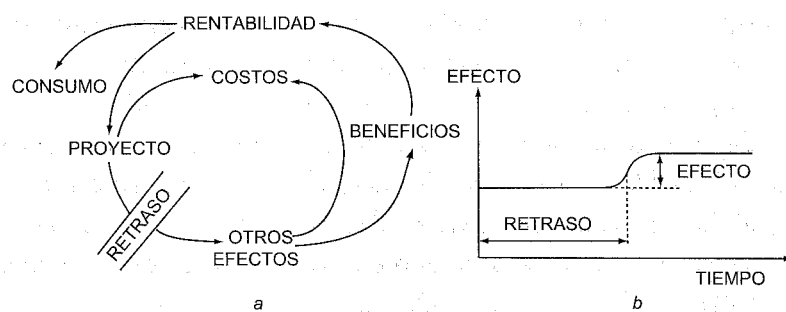 RENTABILIDAD
CONSUMO
COSTOS
PROYECTO
BENEFICIOS
RETRASO
OTROS
EFECTOS
a
EFECTO
EFECTO
RETRASO
TIEMPO
b